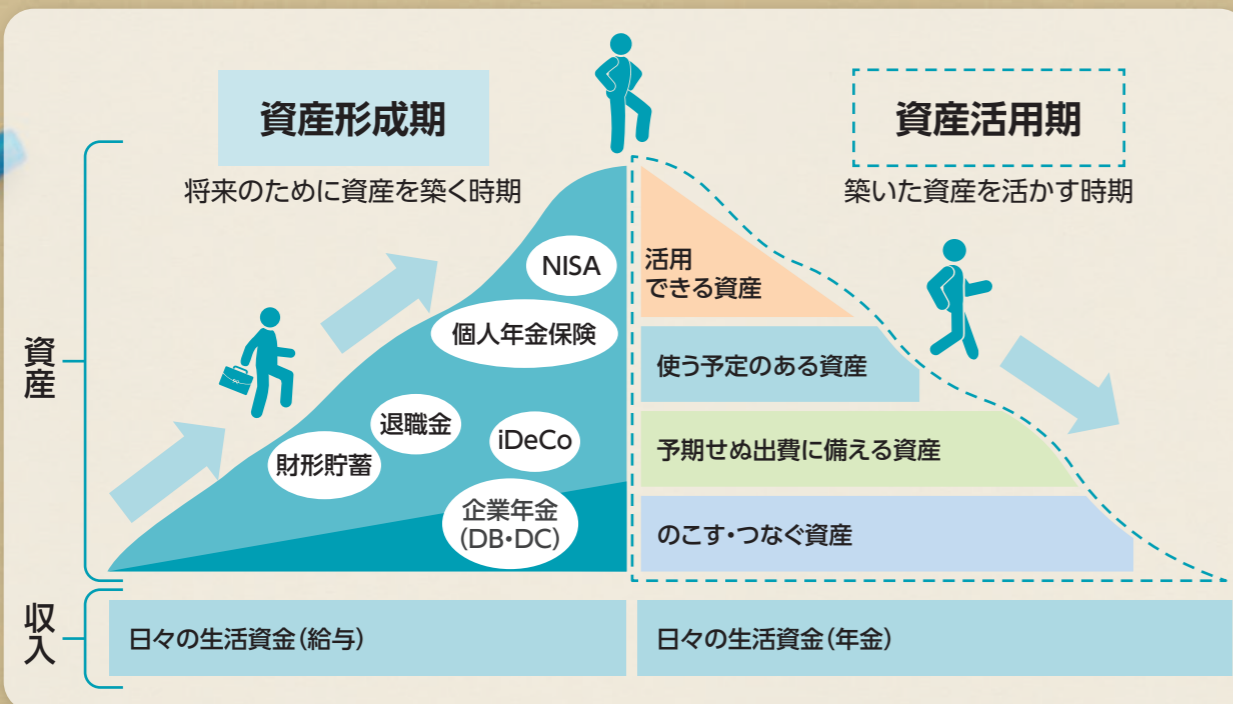 資産形成期
将来のために資産を築く時期
資産活用期
築いた資産を活かす時期
資産
NISA
個人年金保険
退職金
iDeCo
財形貯蓄
企業年金
(DB・DC)
活用
できる資産
使う予定のある資産
予期せぬ出費に備える資産
のこす・つなぐ資産
収入
日々の生活資金(給与)
日々の生活資金(年金)